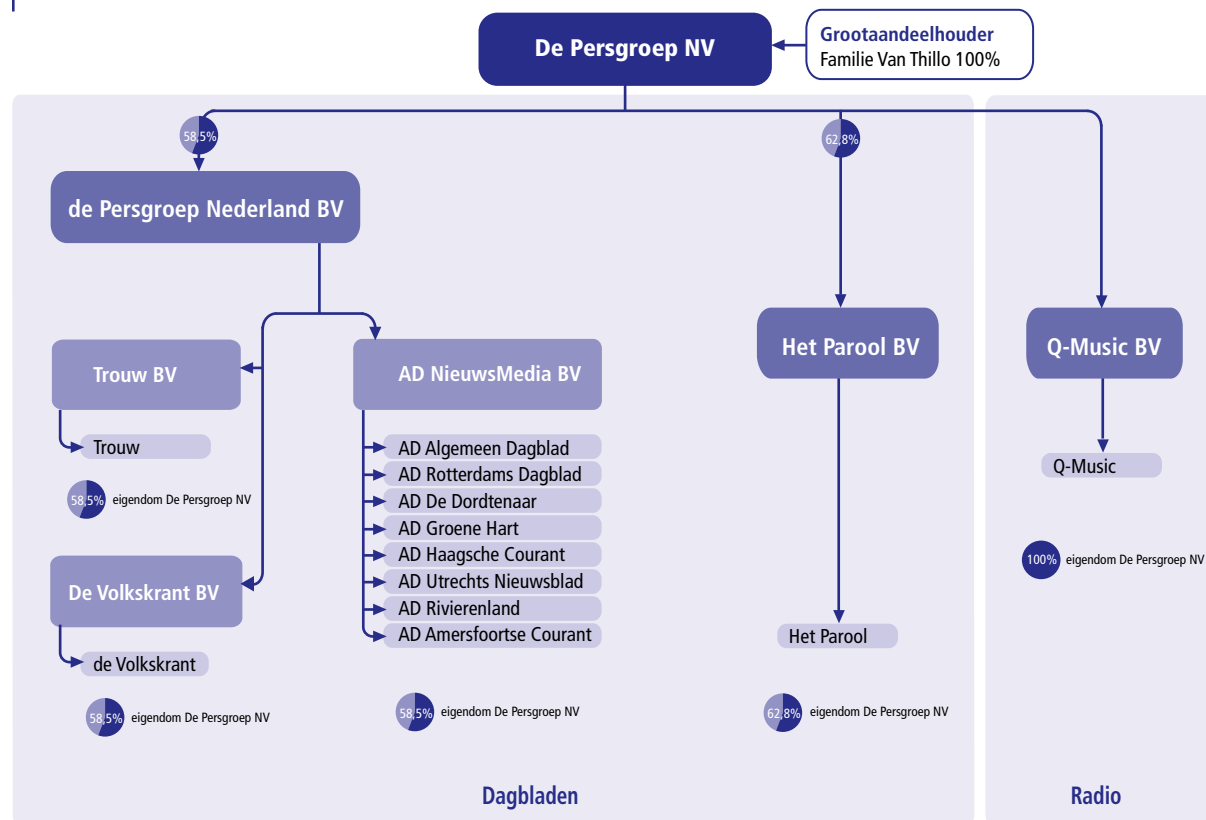 De Persgroep NV
Grootaandeelhouder
Familie Van Thillo 100%
58,5%
62,8%
de Persgroep Nederland BV
Trouw BV
AD NieuwsMedia BV
Het Parool BV
Q-Music BV
Trouw
58,5% eigendom De Persgroep NV
De Volkskrant BV
de Volkskrant
58,5% eigendom De Persgroep NV
AD Algemeen Dagblad
AD Rotterdams Dagblad
AD De Dordtenaar
AD Groene Hart
AD Haagsche Courant
AD Utrechts Nieuwsblad
AD Rivierenland
AD Amersfoortse Courant
58,5% eigendom De Persgroep NV
Het Parool
62,8% eigendom De Persgroep NV
Q-Music
100% eigendom De Persgroep NV
Dagbladen
Radio